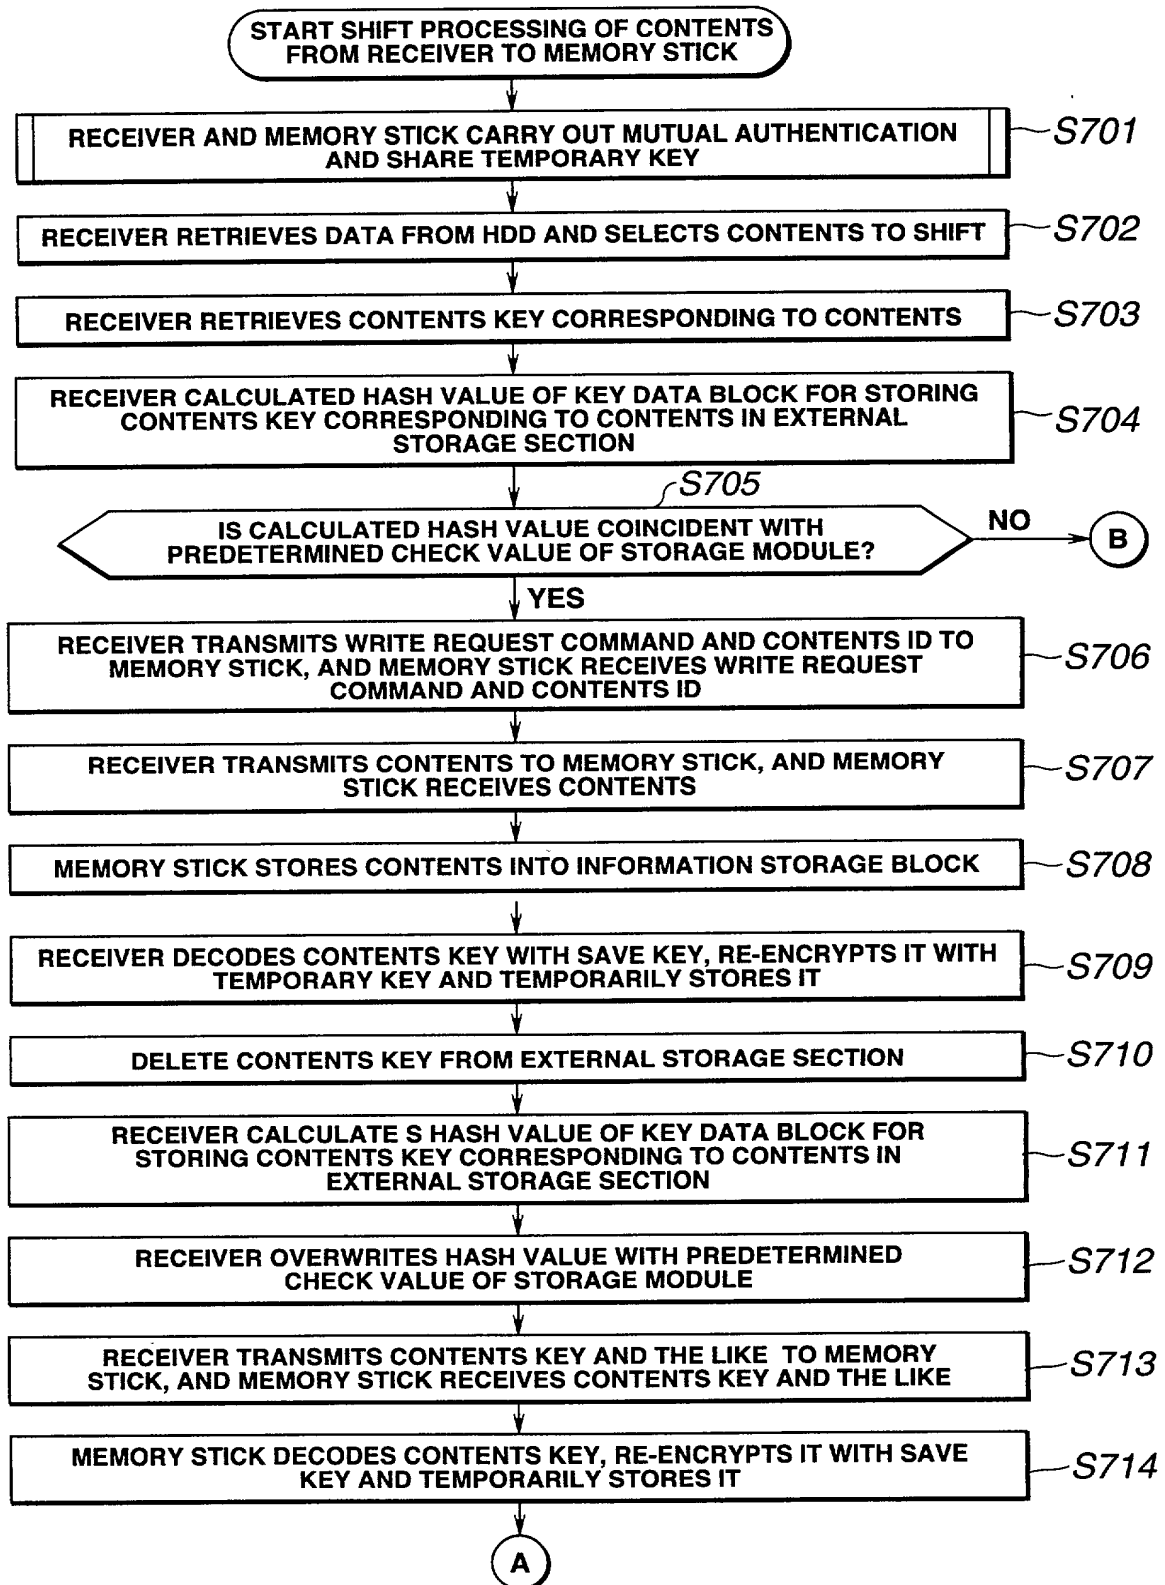 START SHIFT PROCESSING OF CONTENTS
FROM RECEIVER TO MEMORY STICK
RECEIVER AND MEMORY STICK CARRY OUT MUTUAL AUTHENTICATION
AND SHARE TEMPORARY KEY
S701
RECEIVER RETRIEVES DATA FROM HDD AND SELECTS CONTENTS TO SHIFT
S702
RECEIVER RETRIEVES CONTENTS KEY CORRESPONDING TO CONTENTS
S703
RECEIVER CALCULATED HASH VALUE OF KEY DATA BLOCK FOR STORING
CONTENTS KEY CORRESPONDING TO CONTENTS IN EXTERNAL
STORAGE SECTION
S704
S705
IS CALCULATED HASH VALUE COINCIDENT WITH
PREDETERMINED CHECK VALUE OF STORAGE MODULE?
NO
B
YES
RECEIVER TRANSMITS WRITE REQUEST COMMAND AND CONTENTS ID TO
MEMORY STICK, AND MEMORY STICK RECEIVES WRITE REQUEST
COMMAND AND CONTENTS ID
S706
RECEIVER TRANSMITS CONTENTS TO MEMORY STICK, AND MEMORY
STICK RECEIVES CONTENTS
S707
MEMORY STICK STORES CONTENTS INTO INFORMATION STORAGE BLOCK
S708
RECEIVER DECODES CONTENTS KEY WITH SAVE KEY, RE-ENCRYPTS IT WITH
TEMPORARY KEY AND TEMPORARILY STORES IT
S709
DELETE CONTENTS KEY FROM EXTERNAL STORAGE SECTION
S710
RECEIVER CALCULATE S HASH VALUE OF KEY DATA BLOCK FOR
STORING CONTENTS KEY CORRESPONDING TO CONTENTS IN
EXTERNAL STORAGE SECTION
S711
RECEIVER OVERWRITES HASH VALUE WITH PREDETERMINED
CHECK VALUE OF STORAGE MODULE
S712
RECEIVER TRANSMITS CONTENTS KEY AND THE LIKE TO MEMORY
STICK, AND MEMORY STICK RECEIVES CONTENTS KEY AND THE LIKE
S713
MEMORY STICK DECODES CONTENTS KEY, RE-ENCRYPTS IT WITH SAVE
KEY AND TEMPORARILY STORES IT
S714
A